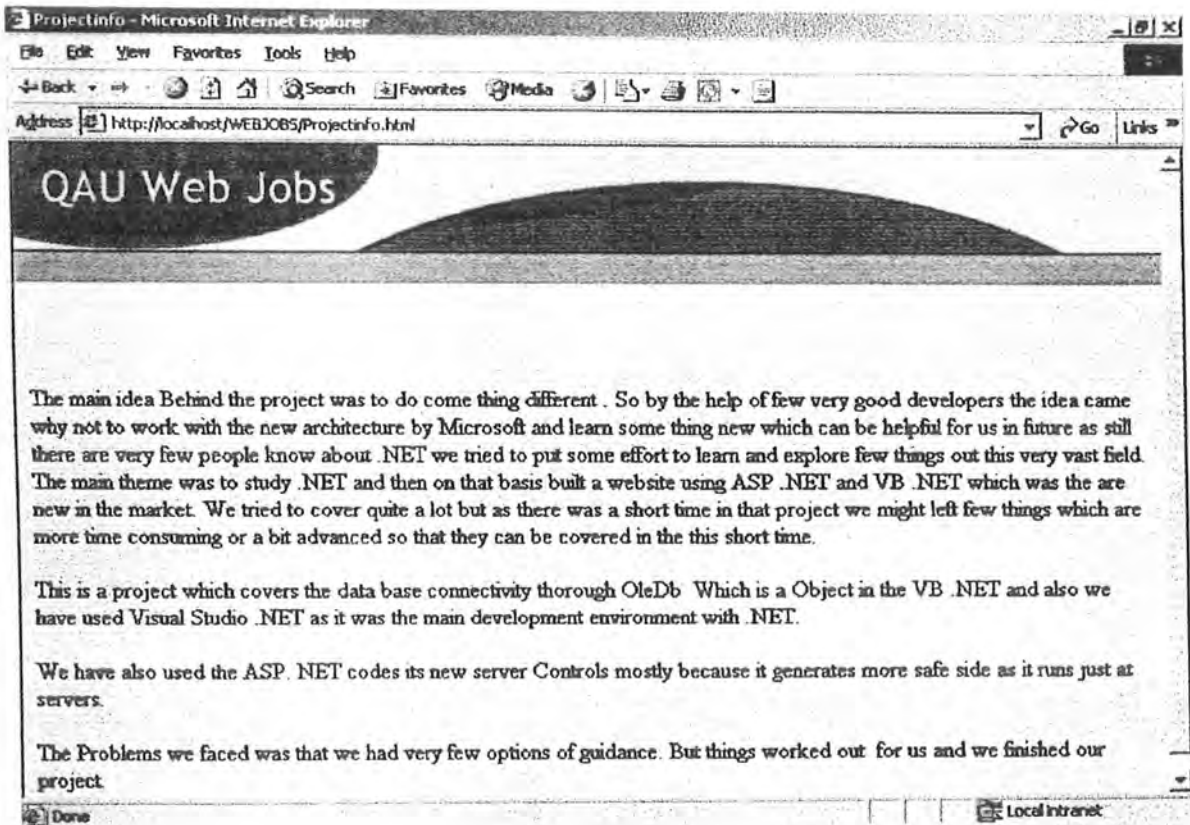 Projectinfo - Microsoft Internet Explorer
File Edit View Favorites Tools Help
Back Search Favorites Media
Address http://localhost/WEBJOBS/Projectinfo.html Go Links »
QAU Web Jobs
The main idea Behind the project was to do come thing different . So by the help of few very good developers the idea came
why not to work with the new architecture by Microsoft and learn some thing new which can be helpful for us in future as still
there are very few people know about .NET we tried to put some effort to learn and explore few things out this very vast field.
The main theme was to study .NET and then on that basis built a website using ASP .NET and VB .NET which was the are
new in the market. We tried to cover quite a lot but as there was a short time in that project we might left few things which are
more time consuming or a bit advanced so that they can be covered in the this short time.
This is a project which covers the data base connectivity thorough OleDb Which is a Object in the VB .NET and also we
have used Visual Studio .NET as it was the main development environment with .NET.
We have also used the ASP. NET codes its new server Controls mostly because it generates more safe side as it runs just at
servers.
The Problems we faced was that we had very few options of guidance. But things worked out for us and we finished our
project.
Done Local intranet